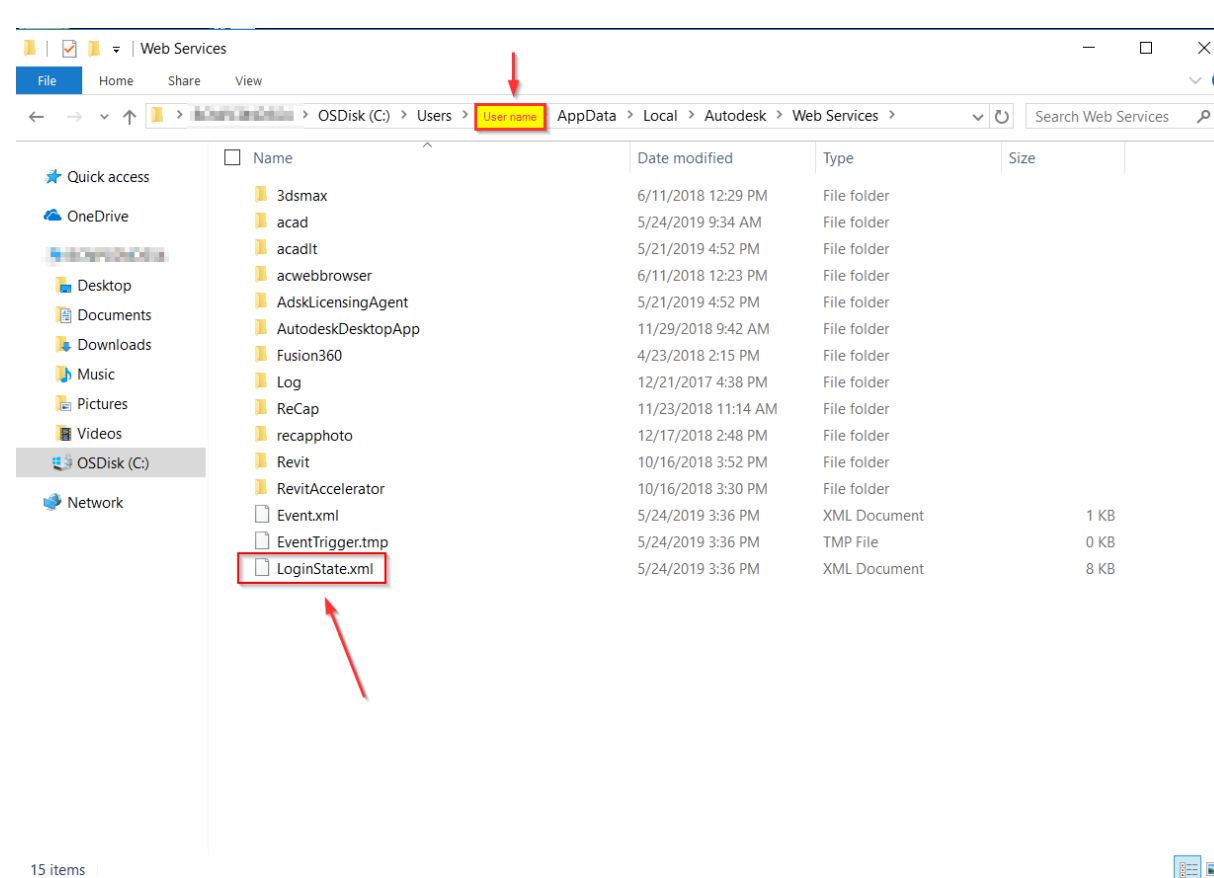 Web Services
File Home Share View
> OSDisk (C:) > Users > User name AppData > Local > Autodesk > Web Services > Search Web Services
Name Date modified Type Size
Quick access
OneDrive
Desktop
Documents
Downloads
Music
Pictures
Videos
OSDisk (C:)
Network
3dsmax 6/11/2018 12:29 PM File folder
acad 5/24/2019 9:34 AM File folder
acadlt 5/21/2019 4:52 PM File folder
acwebbrowser 6/11/2018 12:23 PM File folder
AdskLicensingAgent 5/21/2019 4:52 PM File folder
AutodeskDesktopApp 11/29/2018 9:42 AM File folder
Fusion360 4/23/2018 2:15 PM File folder
Log 12/21/2017 4:38 PM File folder
ReCap 11/23/2018 11:14 AM File folder
recapphoto 12/17/2018 2:48 PM File folder
Revit 10/16/2018 3:52 PM File folder
RevitAccelerator 10/16/2018 3:30 PM File folder
Event.xml 5/24/2019 3:36 PM XML Document 1 KB
EventTrigger.tmp 5/24/2019 3:36 PM TMP File 0 KB
LoginState.xml 5/24/2019 3:36 PM XML Document 8 KB
15 items